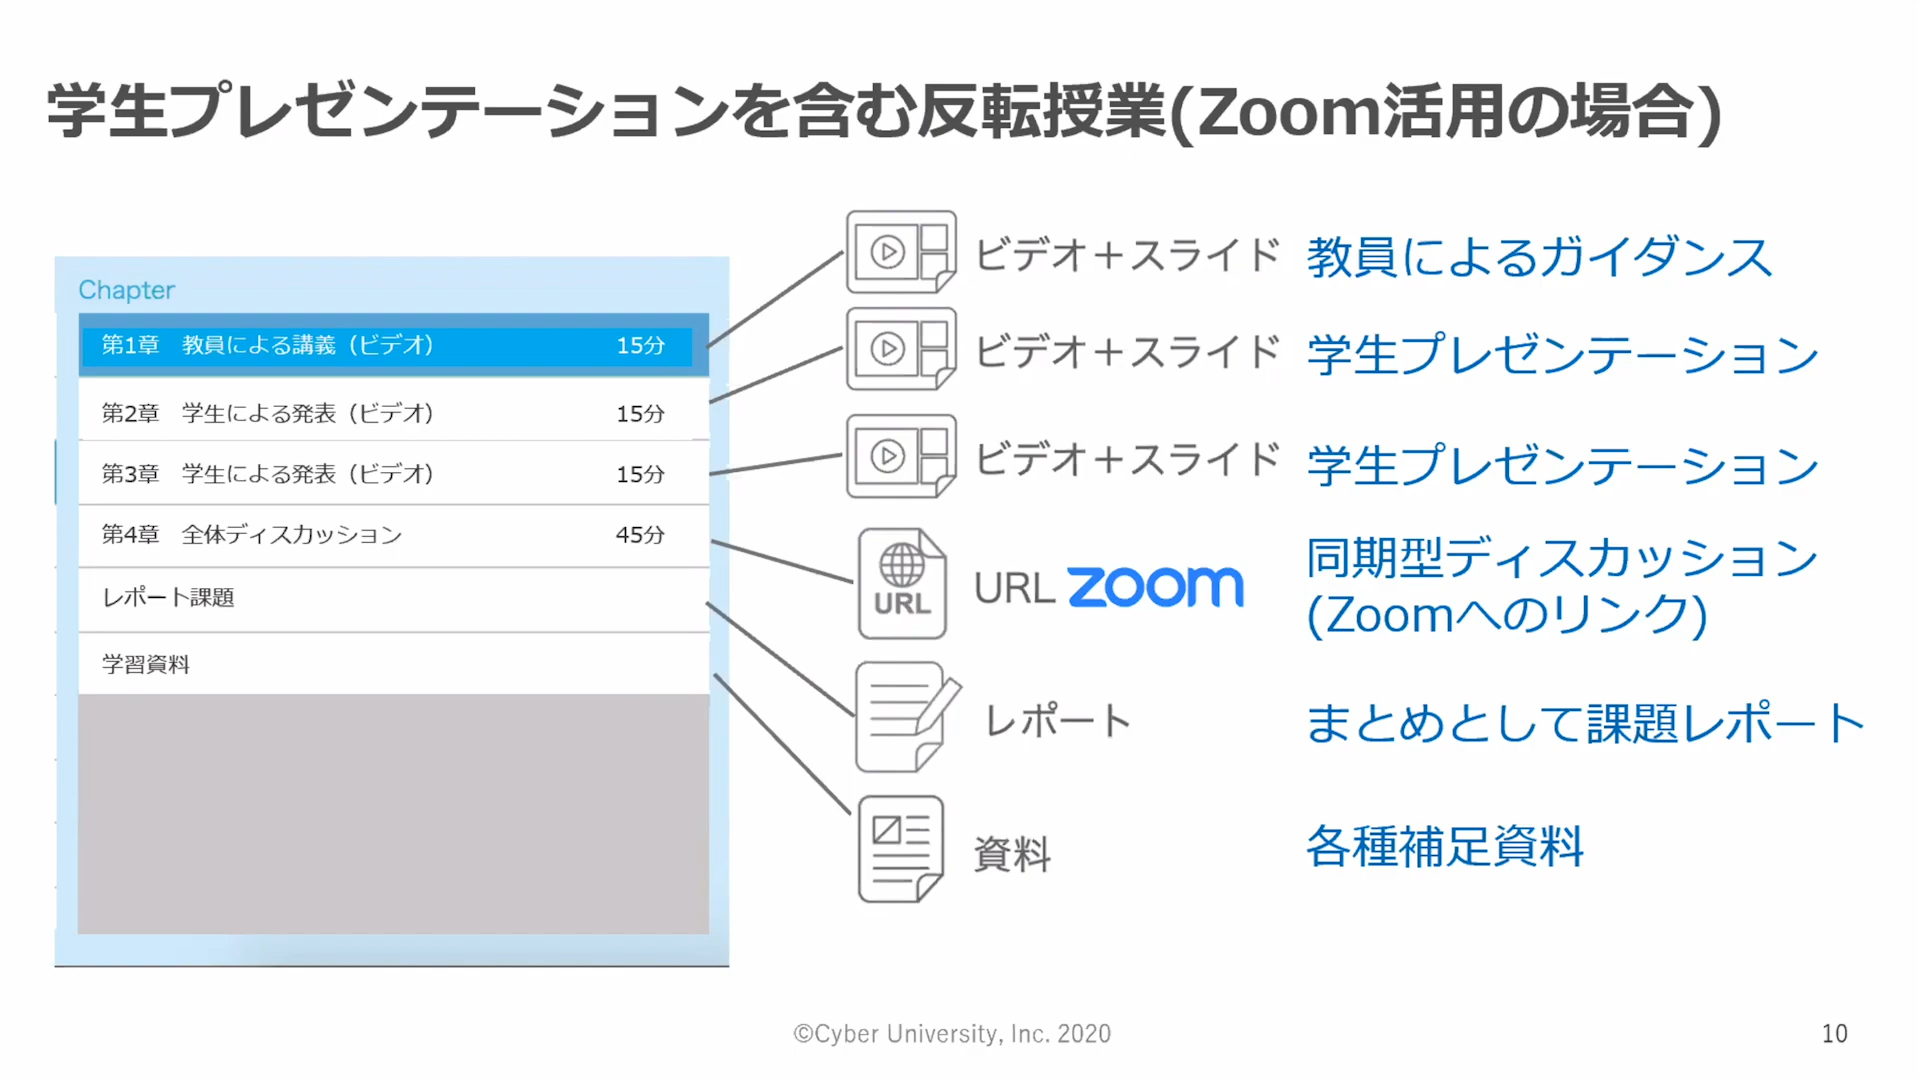 学生プレゼンテーションを含む反転授業(Zoom活用の場合)
Chapter
第1章 教員による講義（ビデオ） 15分
第2章 学生による発表（ビデオ） 15分
第3章 学生による発表（ビデオ） 15分
第4章 全体ディスカッション 45分
レポート課題
学習資料
ビデオ＋スライド 教員によるガイダンス
ビデオ＋スライド 学生プレゼンテーション
ビデオ＋スライド 学生プレゼンテーション
URL
URL zoom
同期型ディスカッション
(Zoomへのリンク)
レポート まとめとして課題レポート
資料 各種補足資料
©Cyber University, Inc. 2020
10